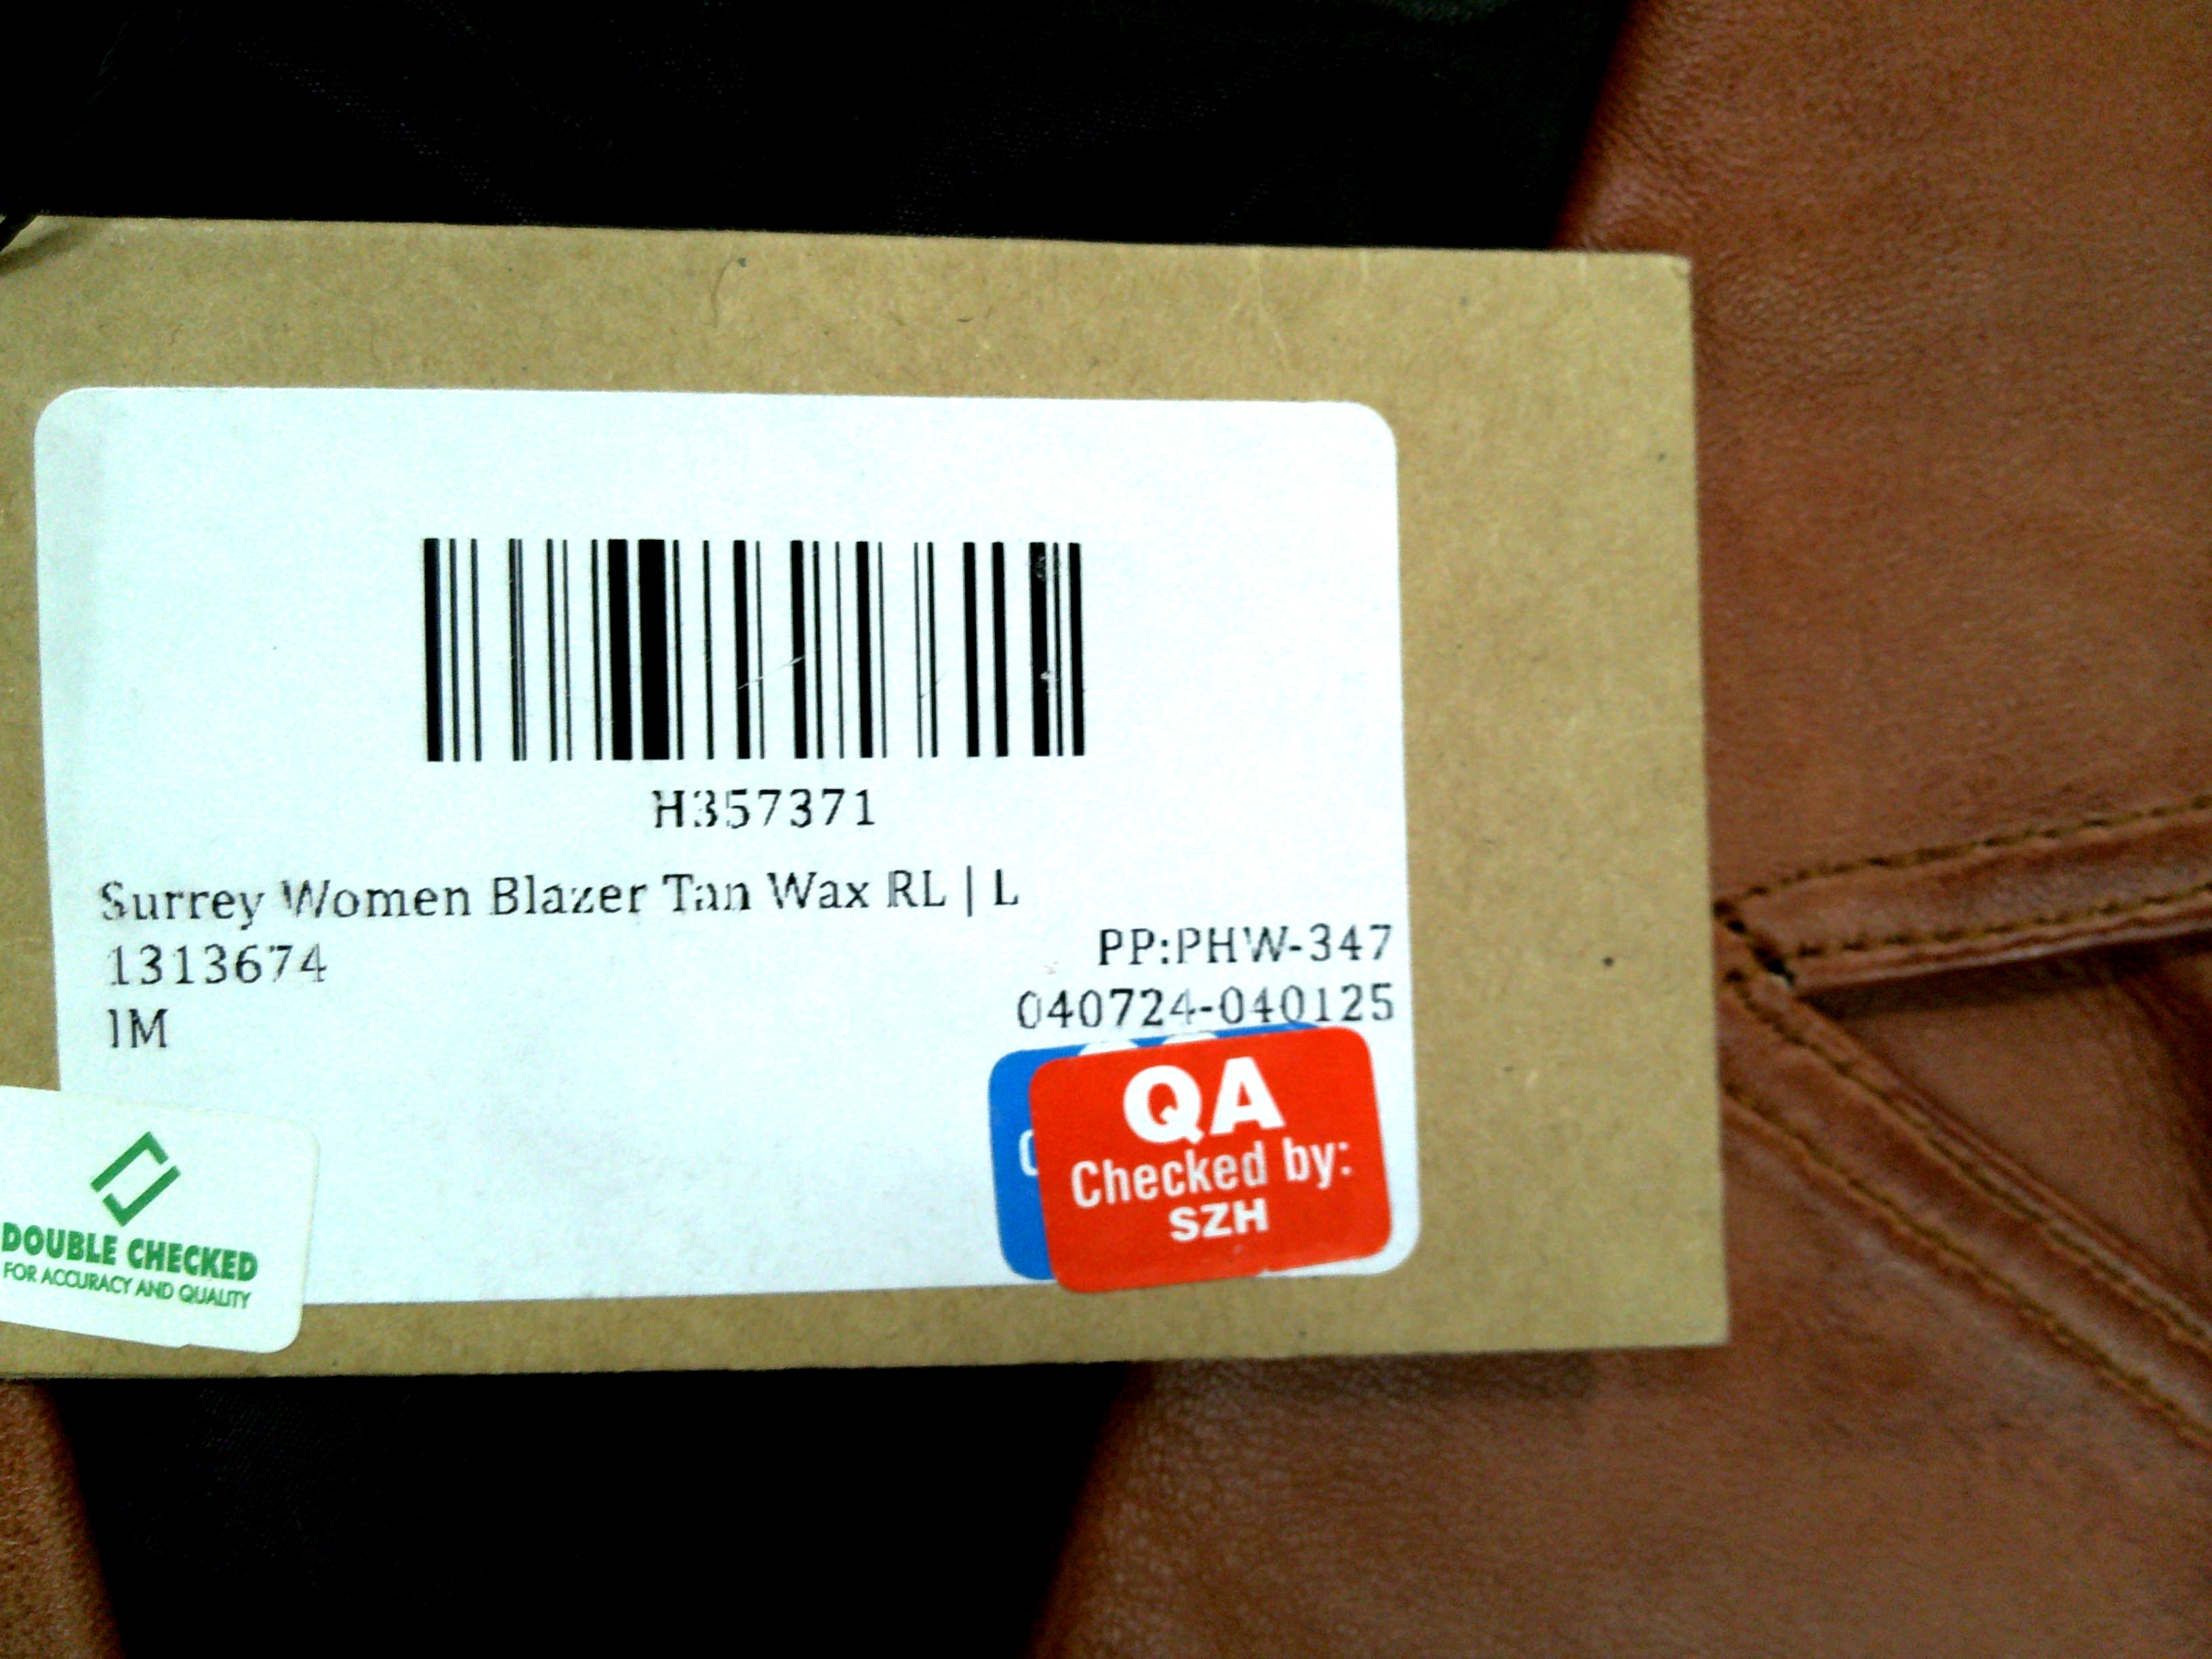 H357371
Surrey Women Blazer Tan Wax RL | L
1313674
PP:PHW-347
1M
040724-040125
QA
Checked by:
SZH
DOUBLE CHECKED
FOR ACCURACY AND QUALITY